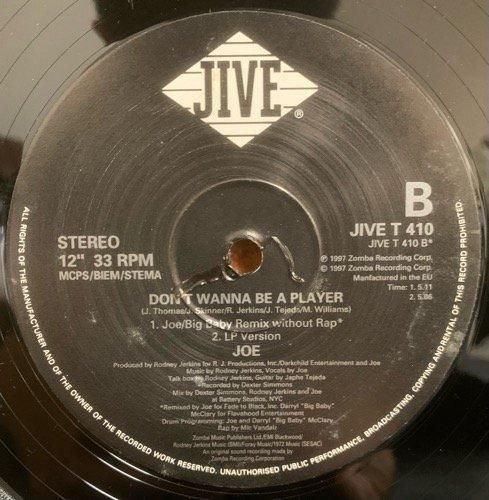 JIVE
®
B
STEREO
12" 33 RPM
MCPS/BIEM/STEMA
JIVE T 410
JIVE T 410 B*
℗ 1997 Zomba Recording Corp.
© 1997 Zomba Recording Corp.
Manfactured in the EU
Time: 1. 5.11
2. 5.06
DON'T WANNA BE A PLAYER
(J. Thomas/J. Skinner/R. Jerkins/J. Tejeds/M. Williams)
1. Joe/Big Baby Remix without Rap*
2. LP Version
JOE
Produced by Rodney Jerkins for R. J. Productions, Inc./Darkchild Entertainment and Joe
Music by Rodney Jerkins, Vocals by Joe
Talk box by Rodney Jerkins, Guitar by Japhe Tejeda
*Recorded by Dexter Simmons
Mix by Dexter Simmons, Rodney Jerkins and Joe
at Battery Studios, NYC
*Remixed by Joe for Fade to Black, Inc. Darryl "Big Baby"
McClary for Flavahood Entertainment
Drum Programming: Joe and Darryl "Big Baby" McClary
Rap by Mic Vandalz
Zomba Music Publishers Ltd./EMI Blackwood/
Rodney Jerkins Music (BMI)/Foray Music/1972 Music (SESAC)
An original sound recording made by
Zomba Recording Corporation
ALL RIGHTS OF THE MANUFACTURER AND OF THE OWNER OF THE RECORDED WORK RESERVED. UNAUTHORISED PUBLIC PERFORMANCE, BROADCASTING, COPYING AND RENTAL OF THIS RECORD PROHIBITED.